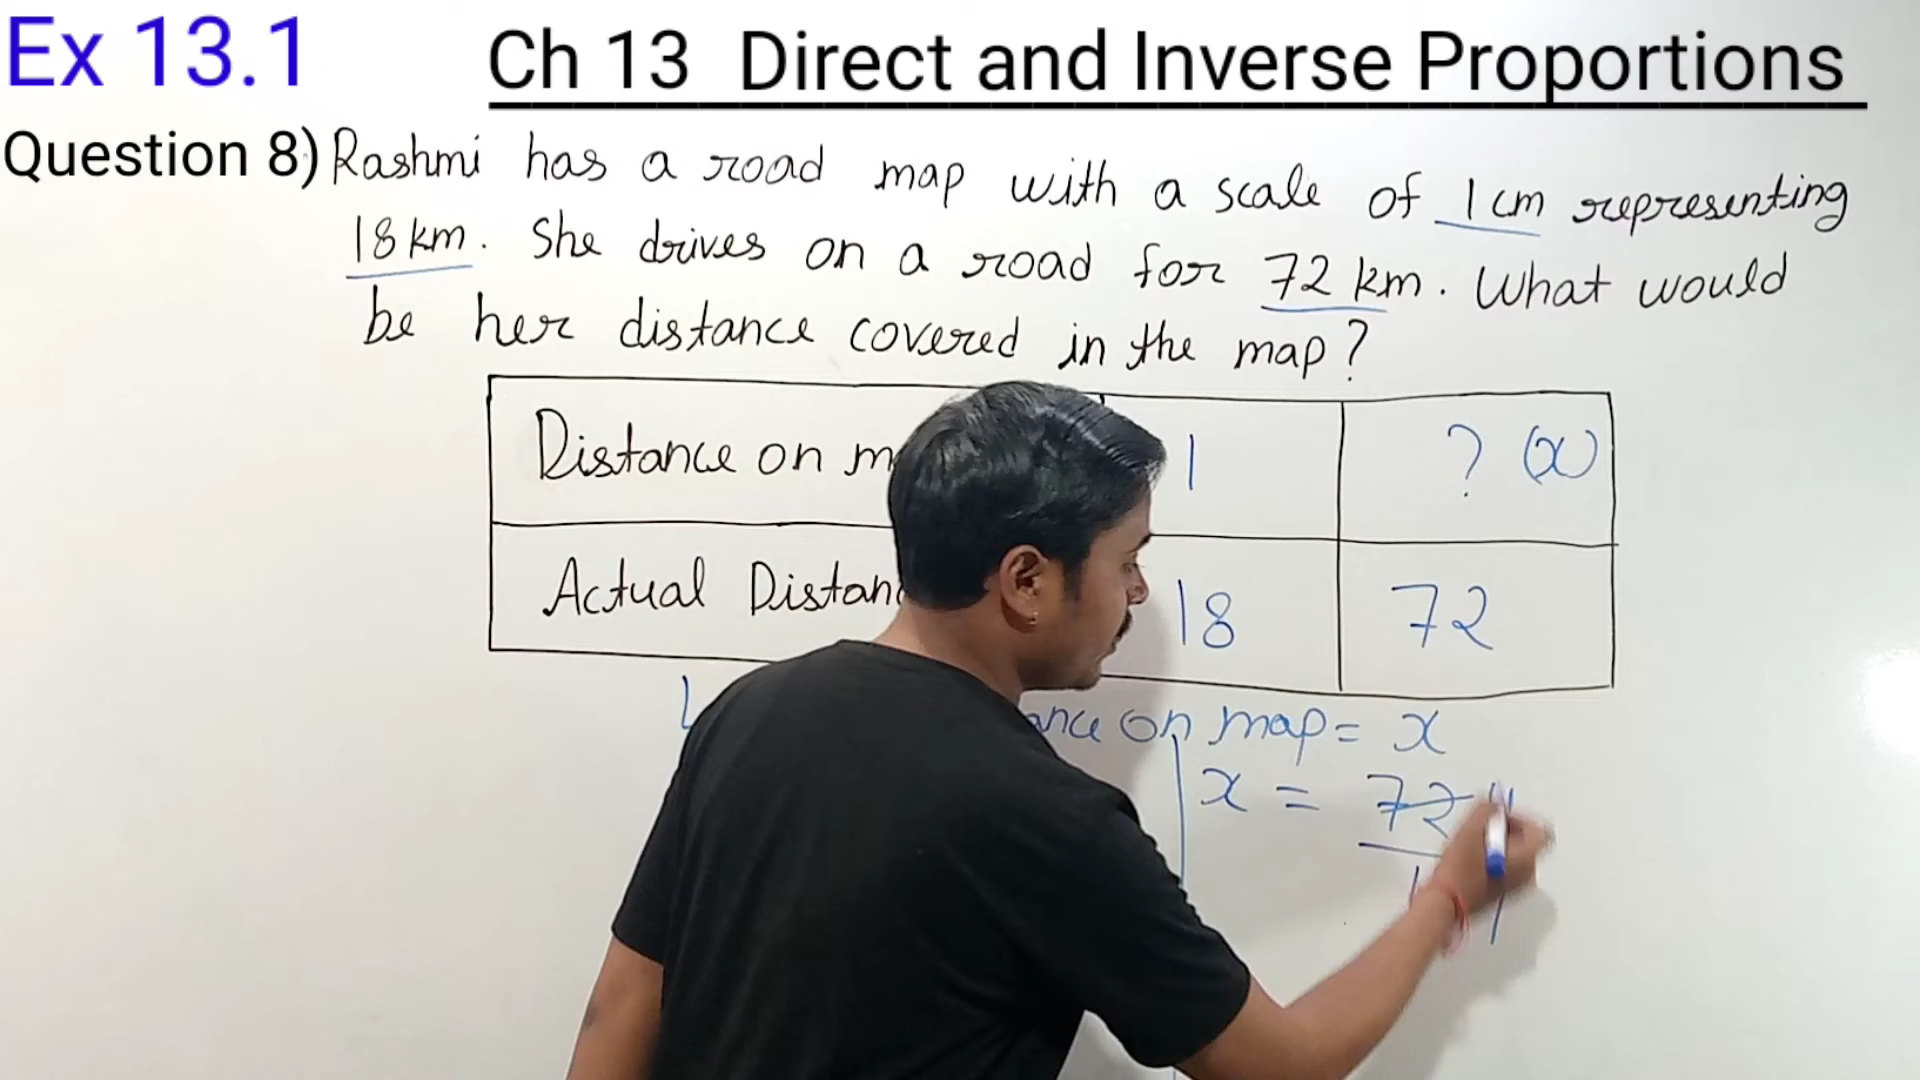 Ex 13.1
Ch 13 Direct and Inverse Proportions
Question 8) Rashmi has a road map with a scale of 1 cm representing
18 km. She drives on a road for 72 km. What would
be her distance covered in the map?
Distance on 1 ? (x)
Actual 18 72
on map = x
x = 72